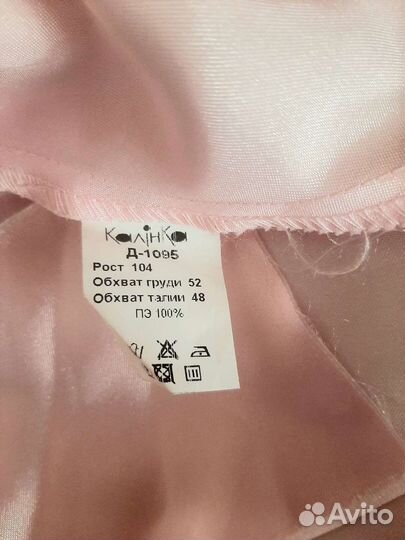 КалінКа
Д-1095
Рост 104
Обхват груди 52
Обхват талии 48
ПЭ 100%
Avito